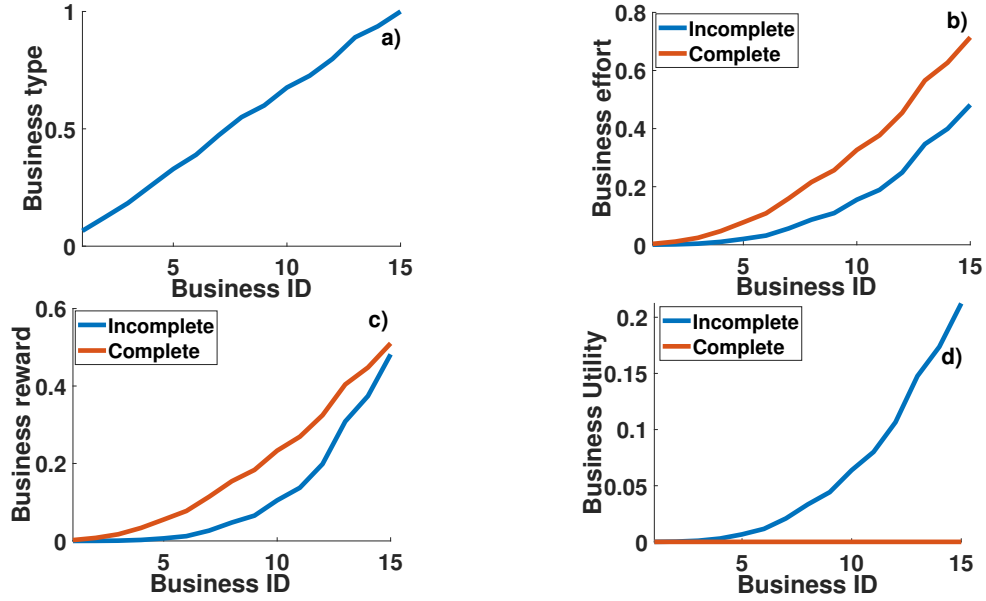 a)
Business type
1
0.5
0
5
10
15
Business ID
b)
Incomplete
Complete
Business effort
0.8
0.6
0.4
0.2
0
5
10
15
Business ID
c)
Incomplete
Complete
Business reward
0.6
0.4
0.2
0
5
10
15
Business ID
d)
Incomplete
Complete
Business Utility
0.2
0.15
0.1
0.05
0
5
10
15
Business ID